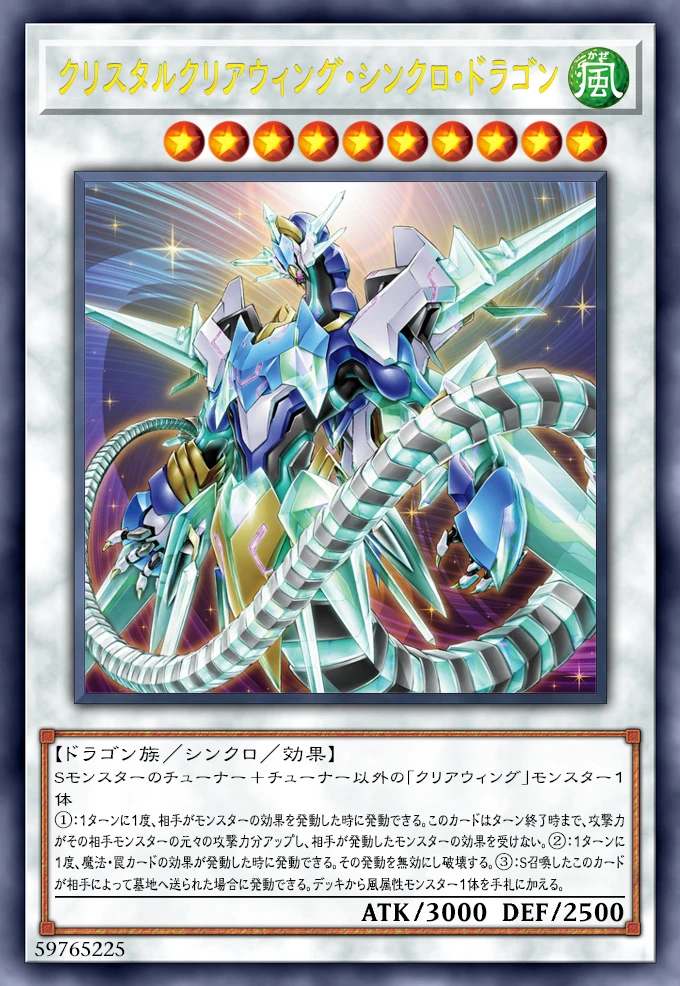 クリスタルクリアウィング・シンクロ・ドラゴン
かぜ
風
【ドラゴン族／シンクロ／効果】
Sモンスターのチューナー＋チューナー以外の「クリアウィング」モンスター1
体
①：1ターンに1度、相手がモンスターの効果を発動した時に発動できる。このカードはターン終了時まで、攻撃力
がその相手モンスターの元々の攻撃力分アップし、相手が発動したモンスターの効果を受けない。②：1ターンに
1度、魔法・罠カードの効果が発動した時に発動できる。その発動を無効にし破壊する。③：S召喚したこのカード
が相手によって墓地へ送られた場合に発動できる。デッキから風属性モンスター1体を手札に加える。
ATK/3000 DEF/2500
59765225